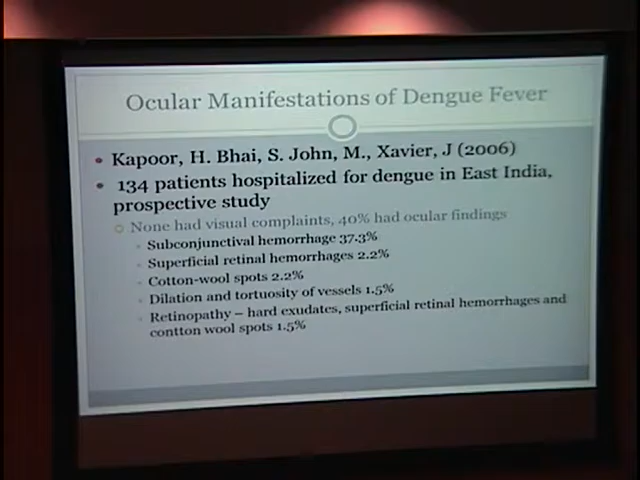 Ocular Manifestations of Dengue Fever
Kapoor, H. Bhai, S. John, M., Xavier, J (2006)
134 patients hospitalized for dengue in East India,
prospective study
None had visual complaints, 40% had ocular findings
Subconjunctival hemorrhage 37.3%
Superficial retinal hemorrhages 2.2%
Cotton-wool spots 2.2%
Dilation and tortuosity of vessels 1.5%
Retinopathy – hard exudates, superficial retinal hemorrhages and
contton wool spots 1.5%